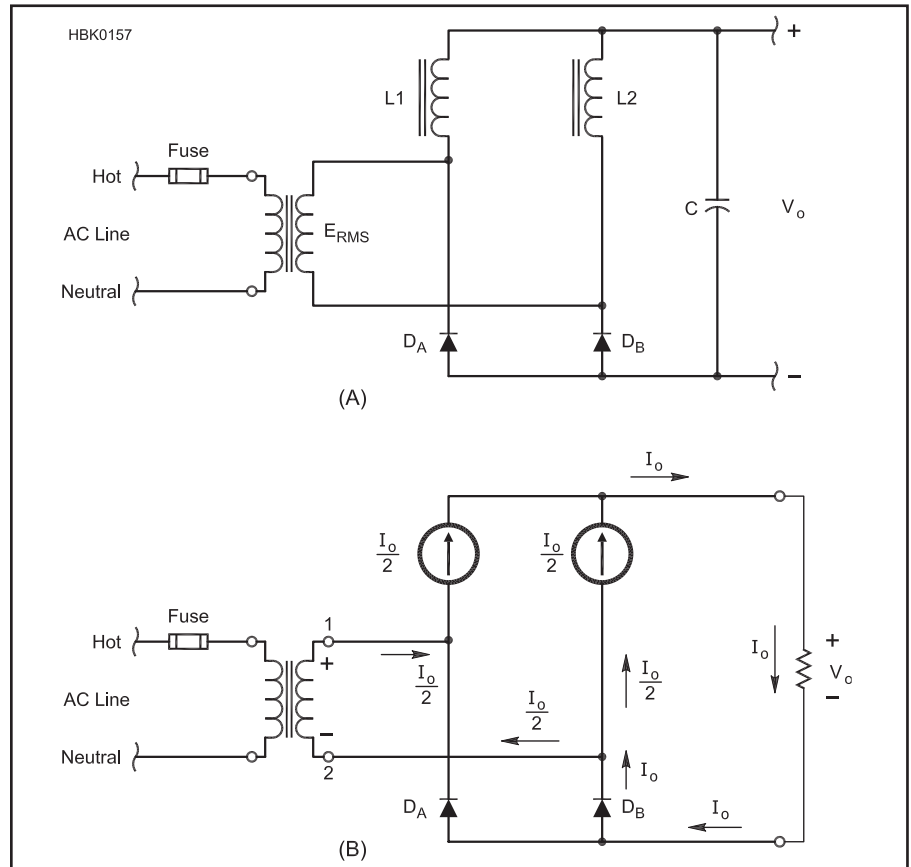 HBK0157
+
L1
L2
Fuse
Hot
AC Line
E_RMS
C
V_o
Neutral
D_A
D_B
−
(A)
I_o
I_o/2
I_o/2
Fuse
1
Hot
+
I_o/2
I_o/2
I_o
+
AC Line
I_o/2
V_o
−
−
Neutral
2
I_o
D_A
D_B
I_o
(B)